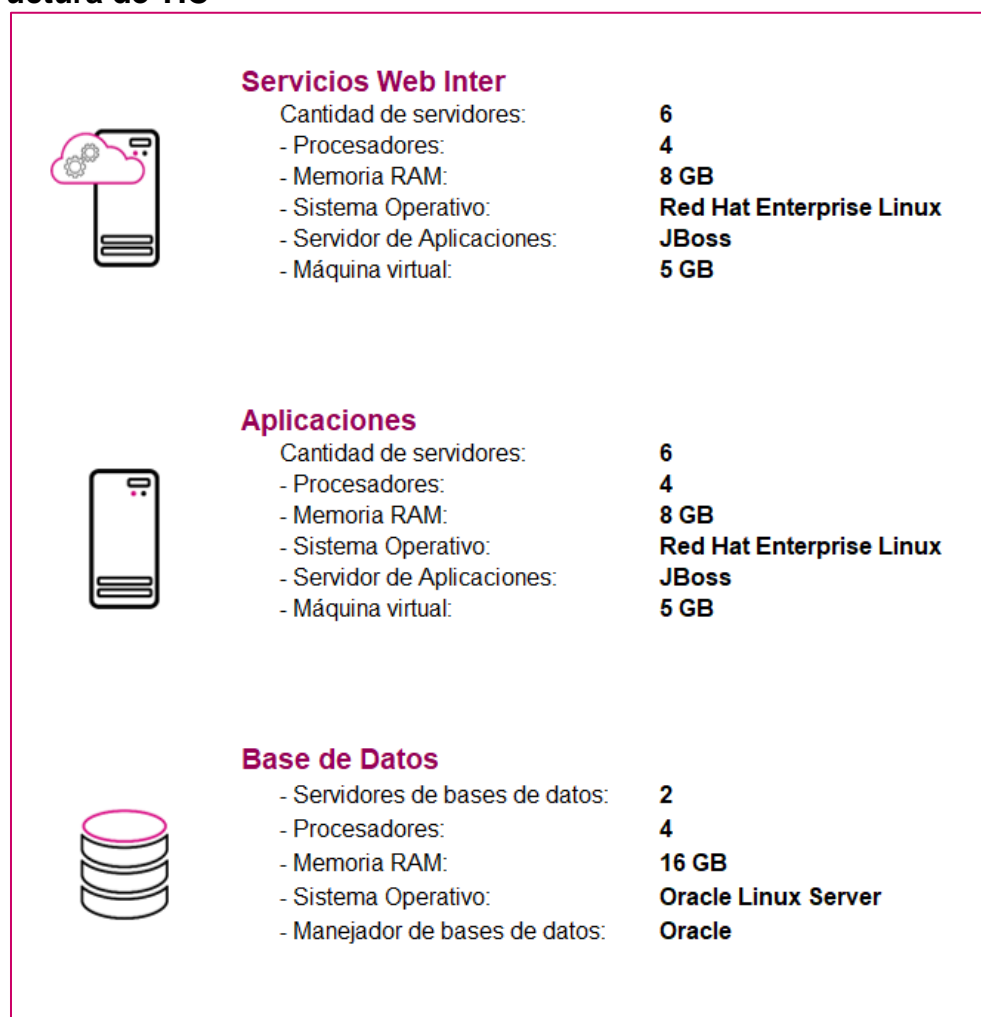 Servicios Web Inter
Cantidad de servidores: 6
- Procesadores: 4
- Memoria RAM: 8 GB
- Sistema Operativo: Red Hat Enterprise Linux
- Servidor de Aplicaciones: JBoss
- Máquina virtual: 5 GB
Aplicaciones
Cantidad de servidores: 6
- Procesadores: 4
- Memoria RAM: 8 GB
- Sistema Operativo: Red Hat Enterprise Linux
- Servidor de Aplicaciones: JBoss
- Máquina virtual: 5 GB
Base de Datos
- Servidores de bases de datos: 2
- Procesadores: 4
- Memoria RAM: 16 GB
- Sistema Operativo: Oracle Linux Server
- Manejador de bases de datos: Oracle